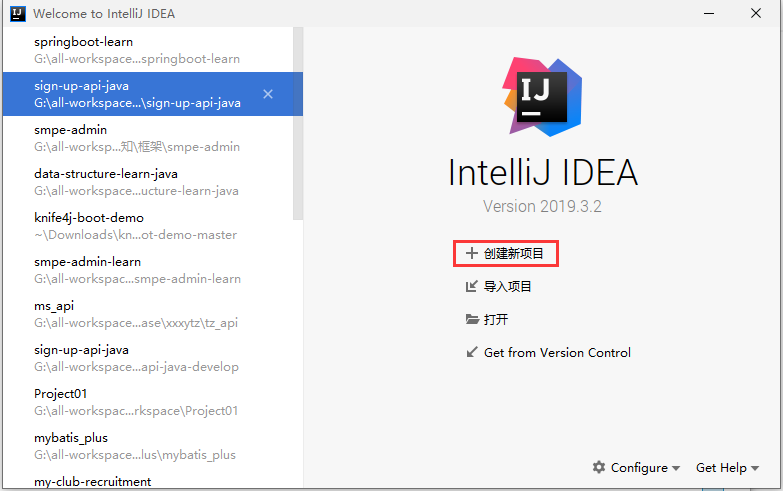 Welcome to IntelliJ IDEA
springboot-learn
G:\all-workspace...springboot-learn
sign-up-api-java
G:\all-workspace...\sign-up-api-java
smpe-admin
G:\all-worksp...知\框架\smpe-admin
data-structure-learn-java
G:\all-workspace...ucture-learn-java
knife4j-boot-demo
~\Downloads\kn...ot-demo-master
smpe-admin-learn
G:\all-workspac...smpe-admin-learn
ms_api
G:\all-workspace...ase\xxxytz\tz_api
sign-up-api-java
G:\all-workspace...api-java-develop
Project01
G:\all-workspac...rkspace\Project01
mybatis_plus
G:\all-workspace...lus\mybatis_plus
my-club-recruitment
IJ
IntelliJ IDEA
Version 2019.3.2
创建新项目
导入项目
打开
Get from Version Control
Configure
Get Help